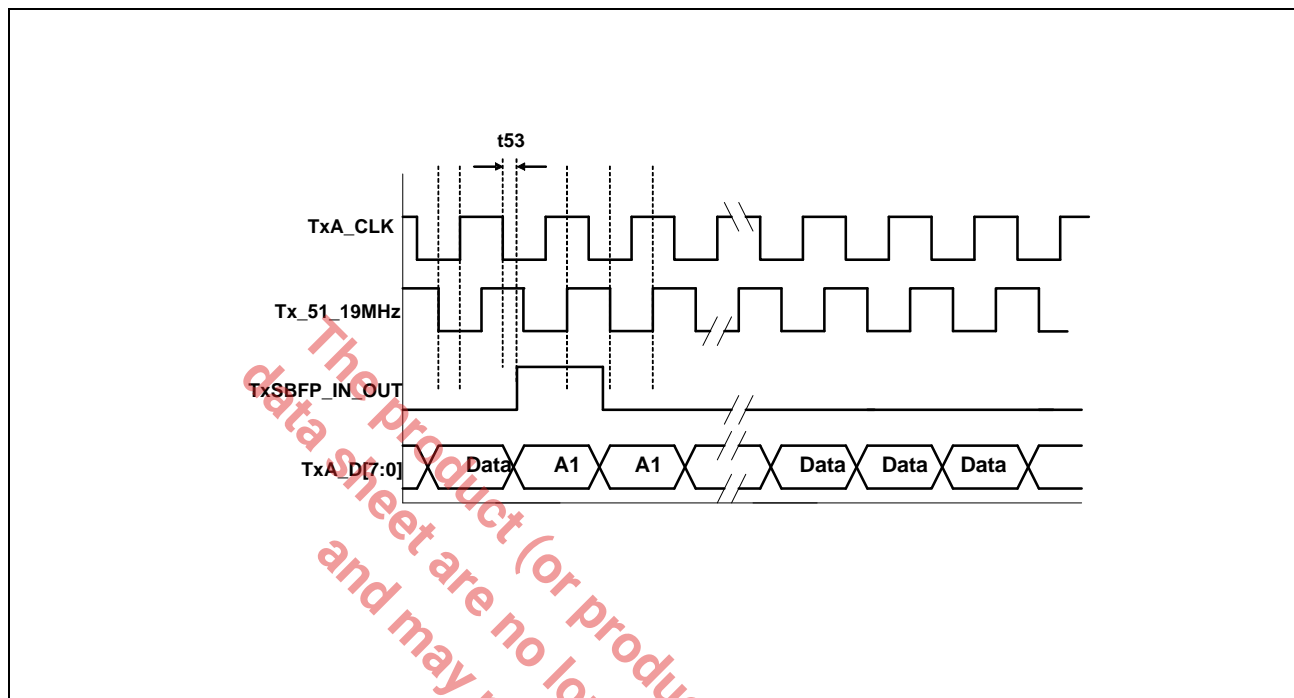 t53
TxA_CLK
Tx_51_19MHz
TxSBFP_IN_OUT
TxA_D[7:0]
Data A1 A1 Data Data Data
The product (or produ
data sheet are no lo
and may